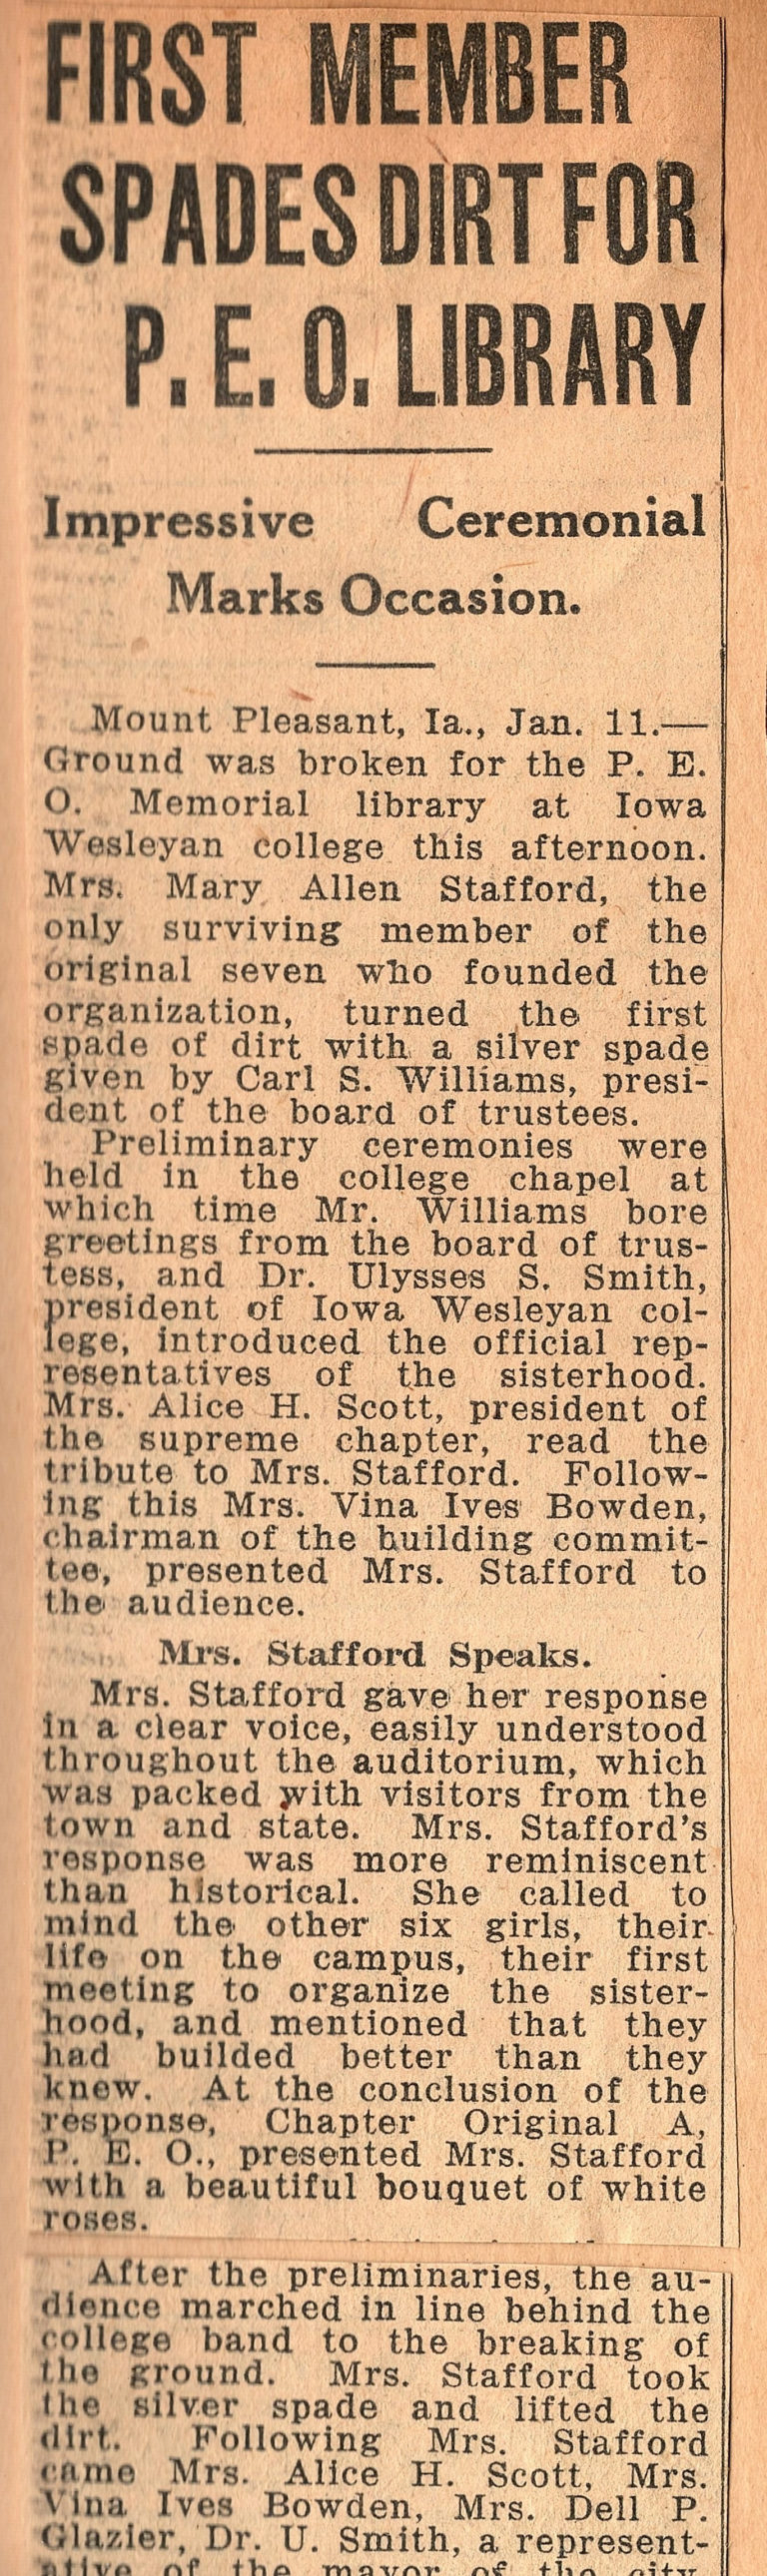 FIRST MEMBER
SPADES DIRT FOR
P. E. O. LIBRARY
Impressive Ceremonial
Marks Occasion.
Mount Pleasant, Ia., Jan. 11.—
Ground was broken for the P. E.
O. Memorial library at Iowa
Wesleyan college this afternoon.
Mrs. Mary Allen Stafford, the
only surviving member of the
original seven who founded the
organization, turned the first
spade of dirt with a silver spade
given by Carl S. Williams, presi-
dent of the board of trustees.
Preliminary ceremonies were
held in the college chapel at
which time Mr. Williams bore
greetings from the board of trus-
tess, and Dr. Ulysses S. Smith,
president of Iowa Wesleyan col-
lege, introduced the official rep-
resentatives of the sisterhood.
Mrs. Alice H. Scott, president of
the supreme chapter, read the
tribute to Mrs. Stafford. Follow-
ing this Mrs. Vina Ives Bowden,
chairman of the building commit-
tee, presented Mrs. Stafford to
the audience.
Mrs. Stafford Speaks.
Mrs. Stafford gave her response
in a clear voice, easily understood
throughout the auditorium, which
was packed with visitors from the
town and state. Mrs. Stafford's
response was more reminiscent
than historical. She called to
mind the other six girls, their
life on the campus, their first
meeting to organize the sister-
hood, and mentioned that they
had builded better than they
knew. At the conclusion of the
response, Chapter Original A,
P. E. O., presented Mrs. Stafford
with a beautiful bouquet of white
roses.
After the preliminaries, the au-
dience marched in line behind the
college band to the breaking of
the ground. Mrs. Stafford took
the silver spade and lifted the
dirt. Following Mrs. Stafford
came Mrs. Alice H. Scott, Mrs.
Vina Ives Bowden, Mrs. Dell P.
Glazier, Dr. U. Smith, a represent-
ative of the mayor of the city,